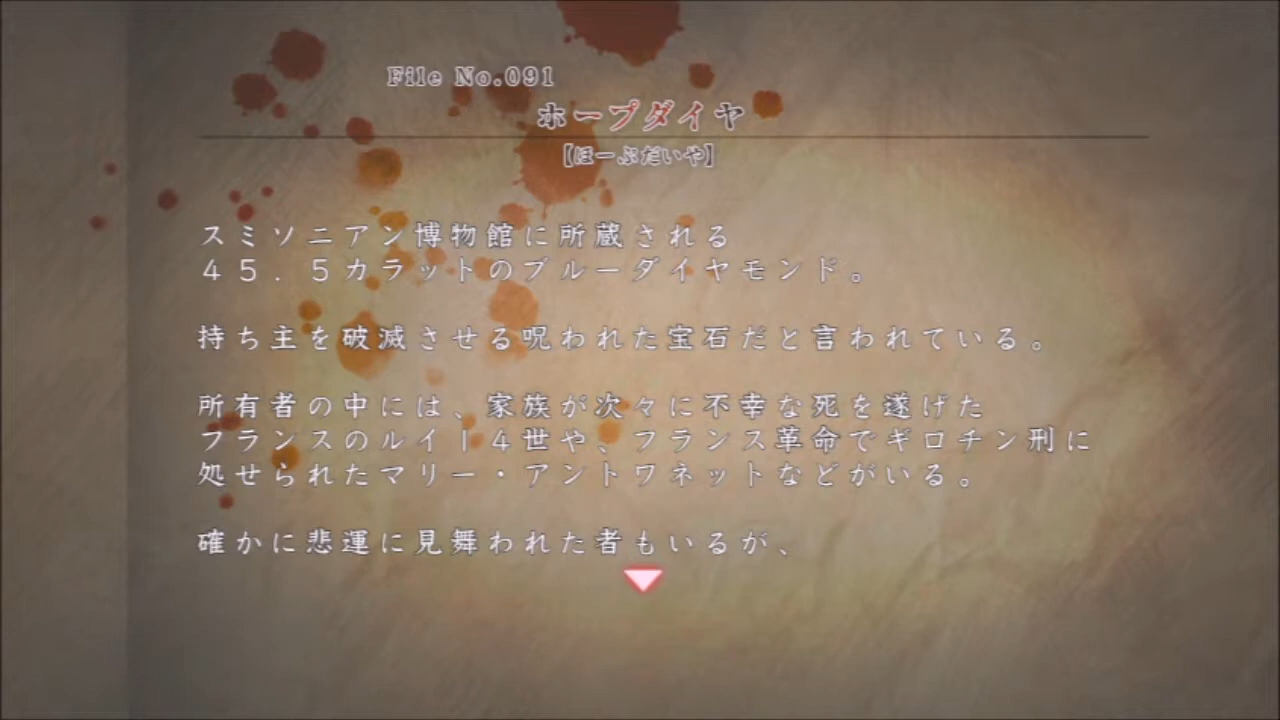 File No.091
ホープダイヤ
【ほーぷだいや】
スミソニアン博物館に所蔵される
４５．５カラットのブルーダイヤモンド。
持ち主を破滅させる呪われた宝石だと言われている。
所有者の中には、家族が次々に不幸な死を遂げた
フランスのルイ１４世や、フランス革命でギロチン刑に
処せられたマリー・アントワネットなどがいる。
確かに悲運に見舞われた者もいるが、